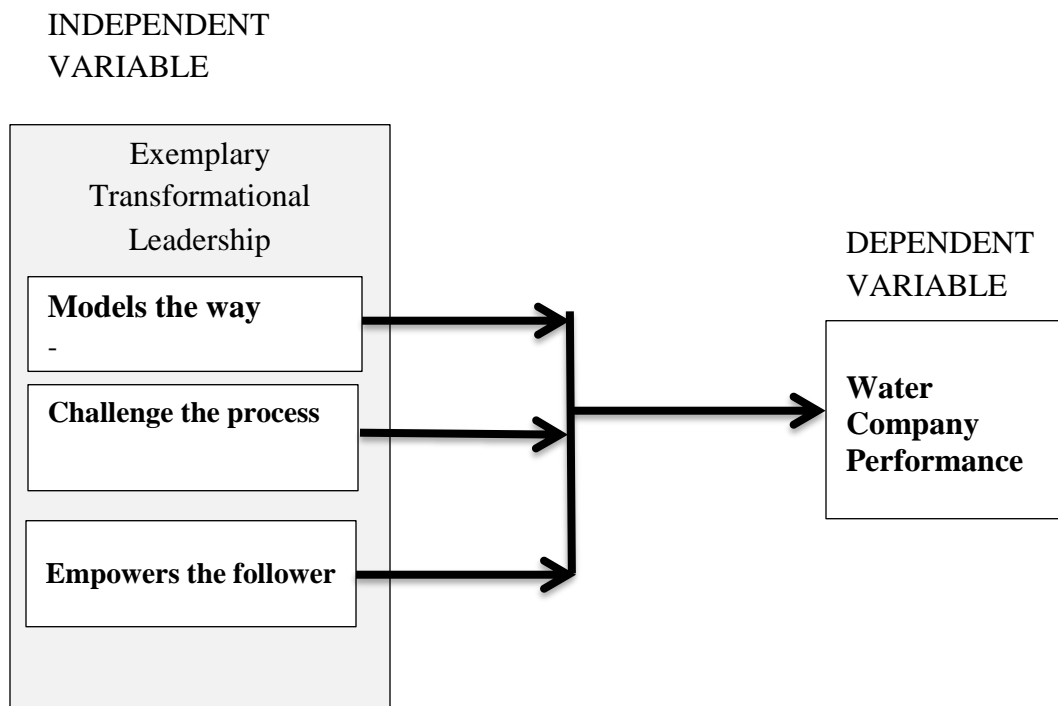 INDEPENDENT
VARIABLE
Exemplary
Transformational
Leadership
Models the way
-
Challenge the process
Empowers the follower
DEPENDENT
VARIABLE
Water
Company
Performance